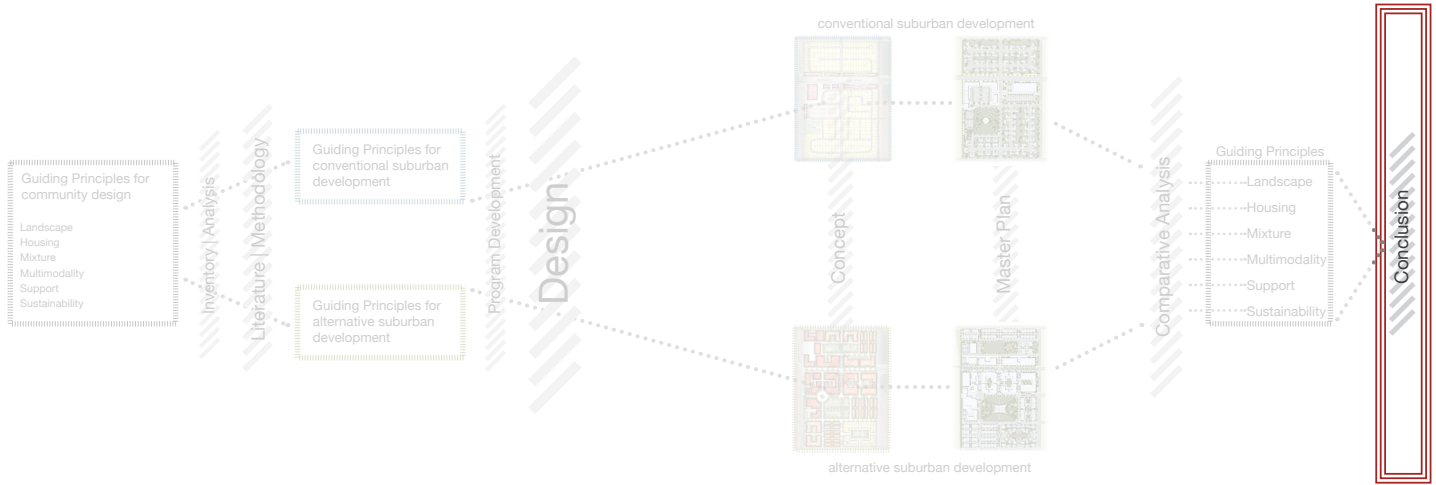 conventional suburban development
Guiding Principles for
community design
Landscape
Housing
Mixture
Multimodality
Support
Sustainability
Inventory | Analysis
Literature | Methodology
Guiding Principles for
conventional suburban
development
Guiding Principles for
alternative suburban
development
Program Development
Design
Concept
Master Plan
Comparative Analysis
Guiding Principles
Landscape
Housing
Mixture
Multimodality
Support
Sustainability
Conclusion
alternative suburban development